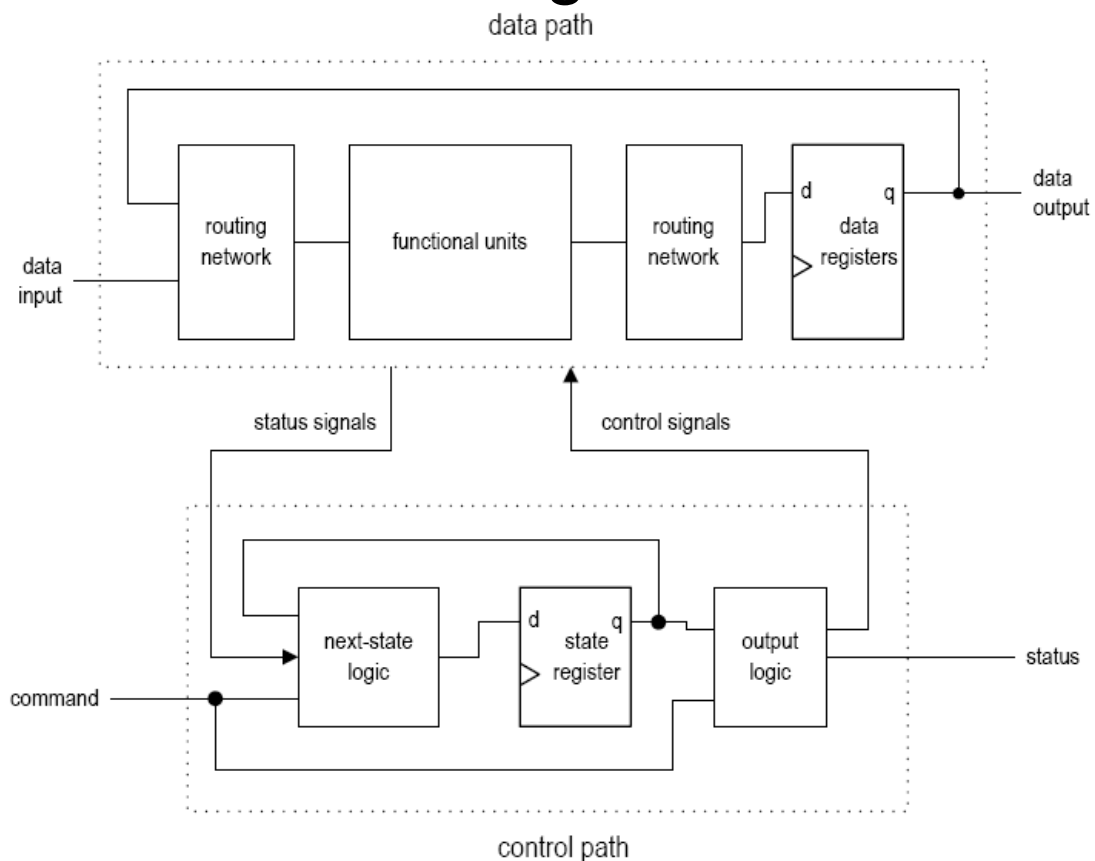 g
data path
routing
network
functional units
routing
network
d
q
data
registers
data
output
data
input
status signals
control signals
next-state
logic
d
q
state
register
output
logic
status
command
control path